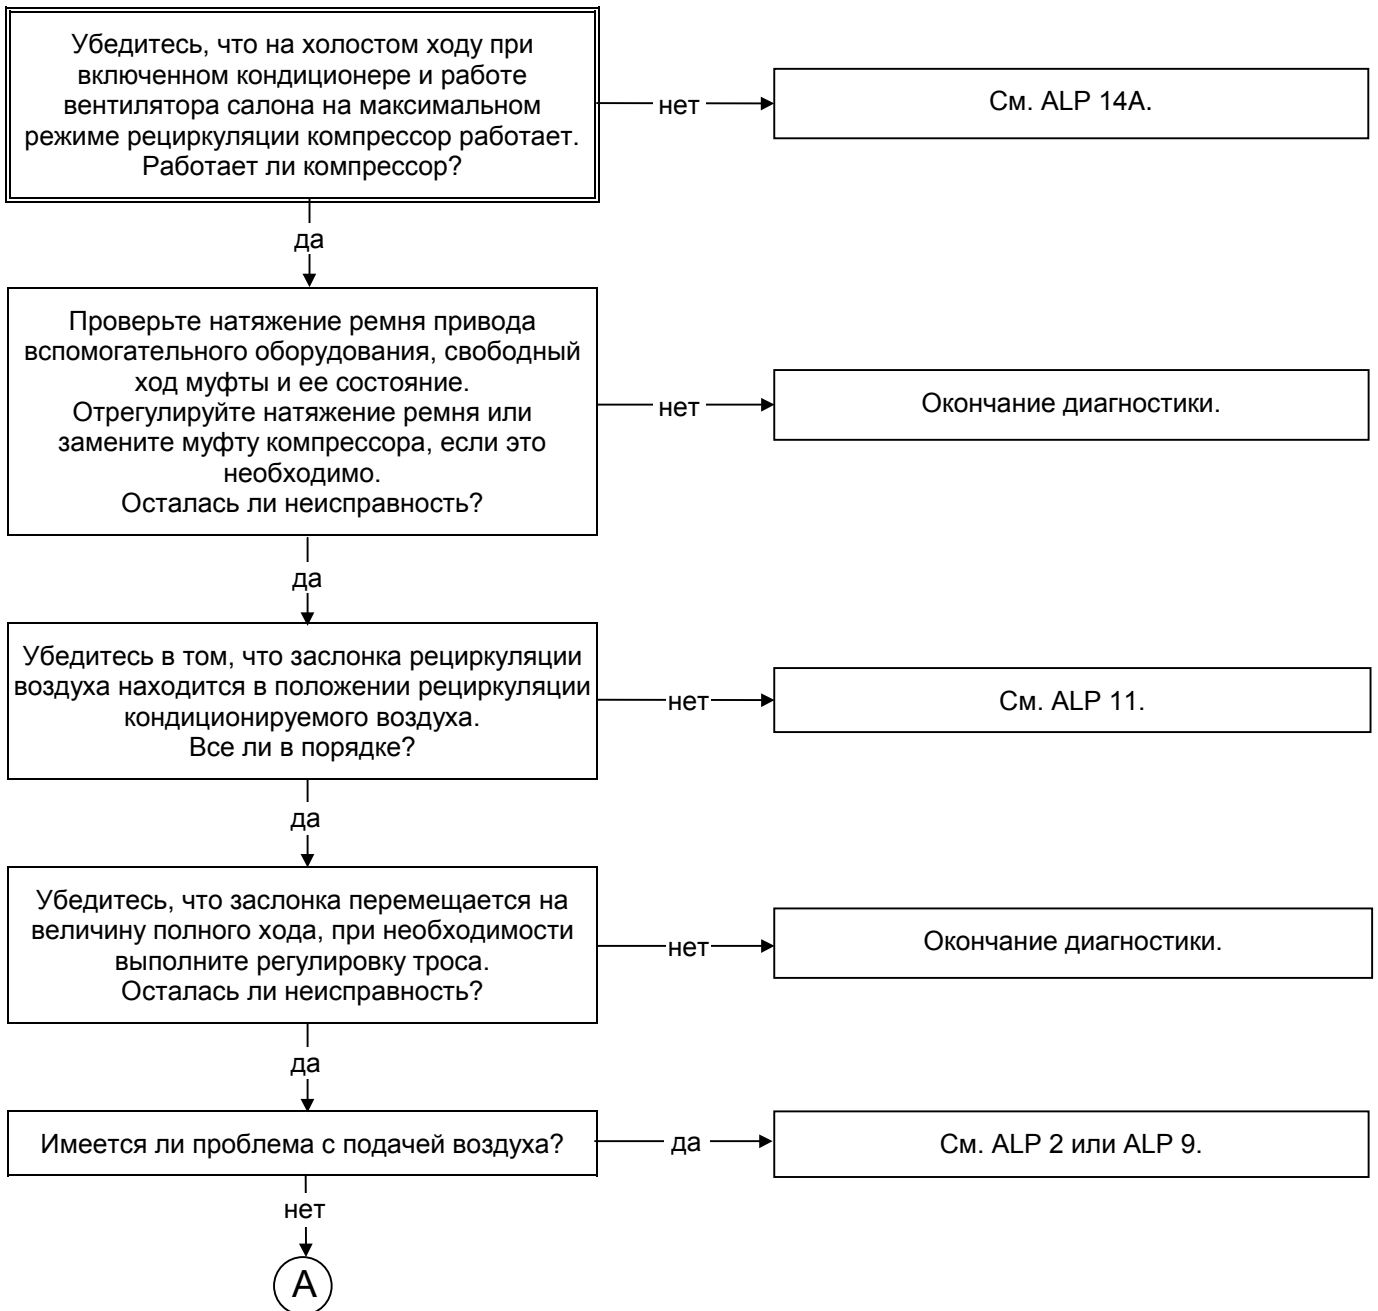 Убедитесь, что на холостом ходу при
включенном кондиционере и работе
вентилятора салона на максимальном
режиме рециркуляции компрессор работает.
Работает ли компрессор?
нет
См. ALP 14A.
да
Проверьте натяжение ремня привода
вспомогательного оборудования, свободный
ход муфты и ее состояние.
Отрегулируйте натяжение ремня или
замените муфту компрессора, если это
необходимо.
Осталась ли неисправность?
нет
Окончание диагностики.
да
Убедитесь в том, что заслонка рециркуляции
воздуха находится в положении рециркуляции
кондиционируемого воздуха.
Все ли в порядке?
нет
См. ALP 11.
да
Убедитесь, что заслонка перемещается на
величину полного хода, при необходимости
выполните регулировку троса.
Осталась ли неисправность?
нет
Окончание диагностики.
да
Имеется ли проблема с подачей воздуха?
да
См. ALP 2 или ALP 9.
нет
A